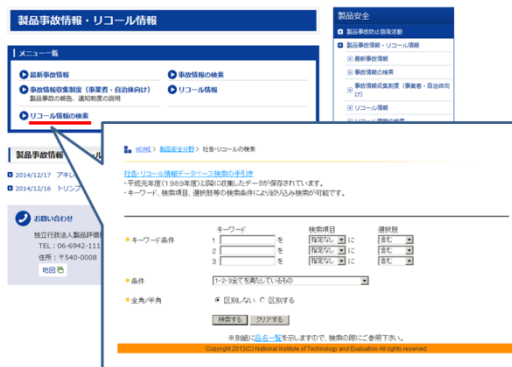 製品事故情報・リコール情報
メニュー一覧
最新事故情報
事故情報の検索
事故情報収集制度（事業者・自治体向け）
製品事故の報告、通知制度の説明
リコール情報
リコール情報の検索
製品安全
製品事故防止啓発活動
製品事故情報・リコール情報
最新事故情報
事故情報の検索
事故情報収集制度（事業者・自治体向け）
リコール情報
製品事故情報
2014/12/17 アキレ
2014/12/16 トリンプ
お問い合わせ
独立行政法人製品評価
TEL：06-6942-111
住所：〒540-0008
地図
HOME> 製品安全分野> 社告・リコールの検索
社告・リコール情報データベース検索の手引き
・平成元年度(1989年度)以降に収集したデータが保存されています。
・キーワード、検索項目、選択肢等の検索条件により絞り込み検索が可能です。
キーワード 検索項目 選択肢
キーワード条件 1 を 指定なし に 含む
2 を 指定なし に 含む
3 を 指定なし に 含む
条件 1-2-3全てを満たしているもの
全角/半角 区別しない 区別する
検索する クリアする
※別紙に品名一覧を示しますので、検索の際にご参照下さい。
Copyright 2013(C) National Institute of Technology and Evaluation All rights reserved.